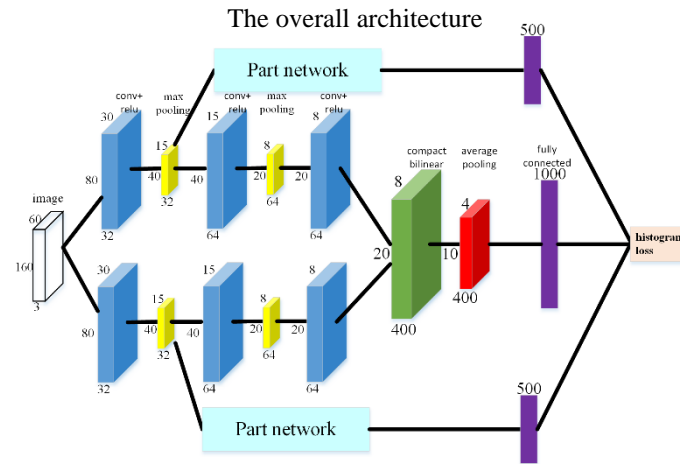 The overall architecture
500
Part network
conv+
relu
max
pooling
conv+
relu
max
pooling
conv+
relu
30
15
15
8
8
80
40
40
20
20
32
32
64
64
64
compact
bilinear
average
pooling
fully
connected
image
60
160
3
8
20
400
4
10
400
1000
histogram
loss
30
15
15
8
8
80
40
40
20
20
32
32
64
64
64
Part network
500